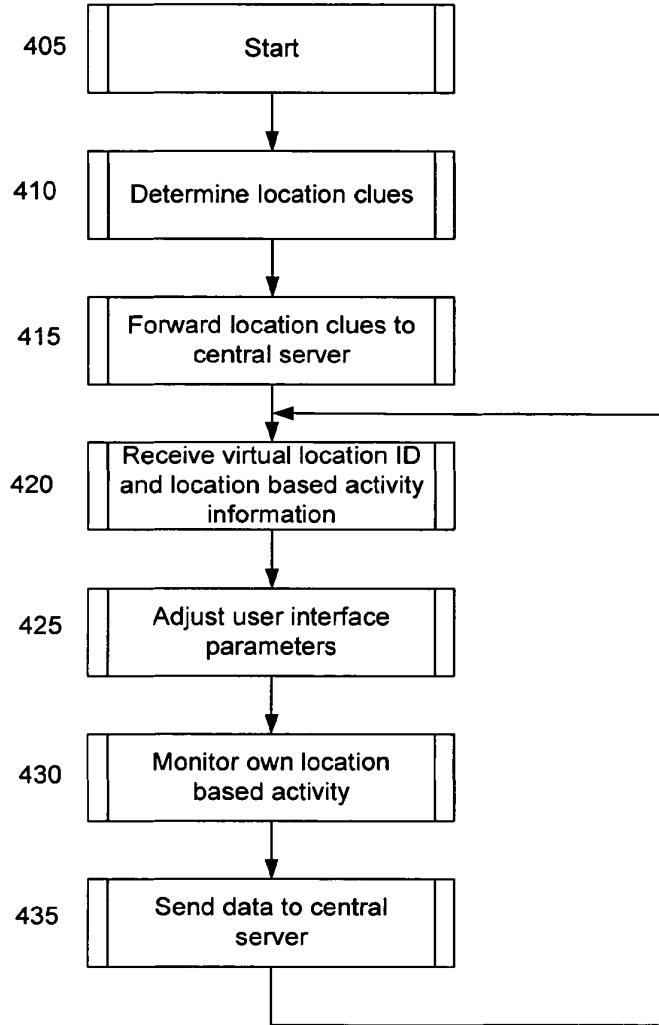 405
Start
410
Determine location clues
415
Forward location clues to
central server
420
Receive virtual location ID
and location based activity
information
425
Adjust user interface
parameters
430
Monitor own location
based activity
435
Send data to central
server